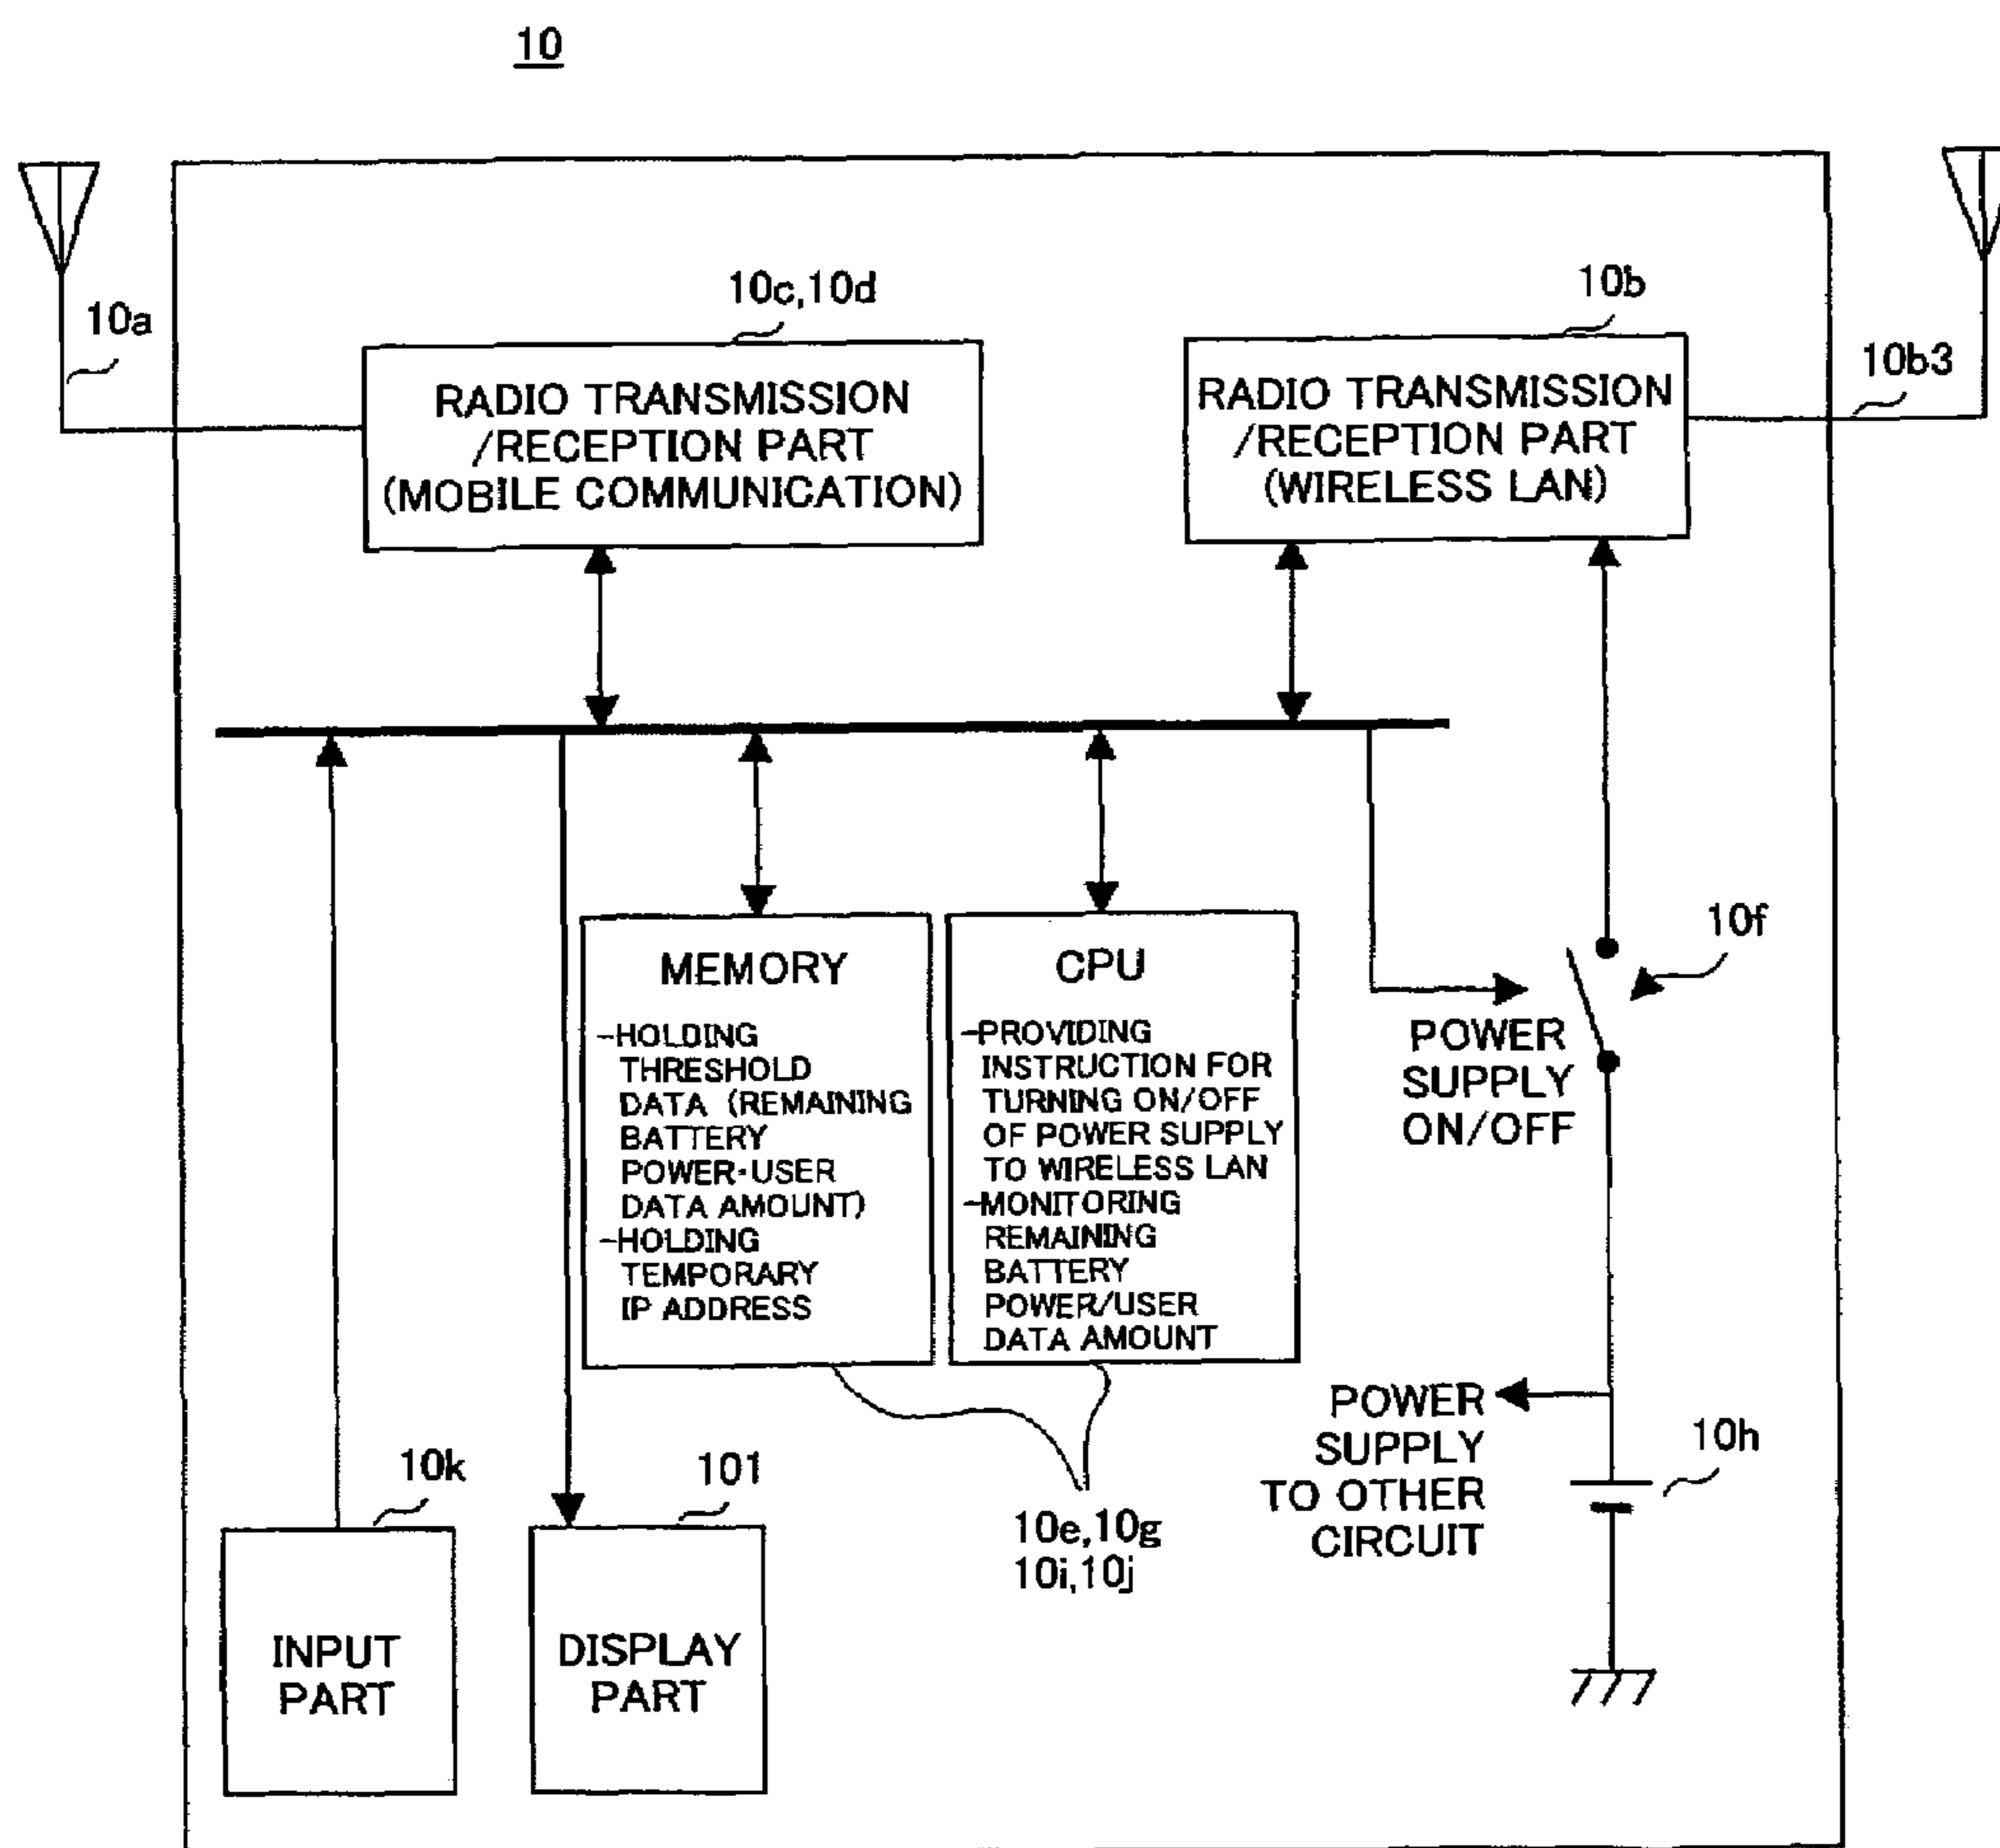 10
10a
10c,10d
10b
10b3
RADIO TRANSMISSION
/RECEPTION PART
(MOBILE COMMUNICATION)
RADIO TRANSMISSION
/RECEPTION PART
(WIRELESS LAN)
MEMORY
-HOLDING
THRESHOLD
DATA (REMAINING
BATTERY
POWER·USER
DATA AMOUNT)
-HOLDING
TEMPORARY
IP ADDRESS
CPU
-PROVIDING
INSTRUCTION FOR
TURNING ON/OFF
OF POWER SUPPLY
TO WIRELESS LAN
-MONITORING
REMAINING
BATTERY
POWER/USER
DATA AMOUNT
10f
POWER
SUPPLY
ON/OFF
POWER
SUPPLY
TO OTHER
CIRCUIT
10h
10k
101
10e,10g
10i,10j
INPUT
PART
DISPLAY
PART